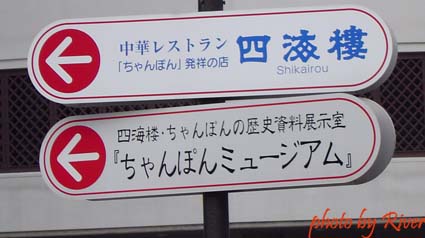 中華レストラン
「ちゃんぽん」発祥の店
四海樓
Shikairou
四海楼・ちゃんぽんの歴史資料展示室
『ちゃんぽんミュージアム』
photo by River